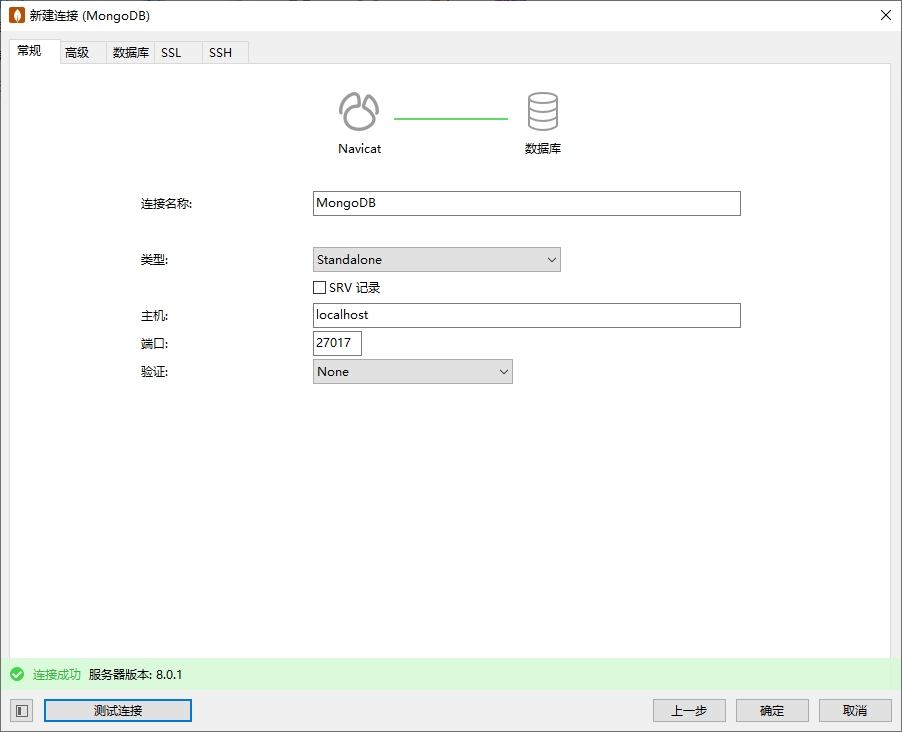 新建连接 (MongoDB)
常规 高级 数据库 SSL SSH
Navicat 数据库
连接名称: MongoDB
类型: Standalone
SRV 记录
主机: localhost
端口: 27017
验证: None
连接成功 服务器版本: 8.0.1
测试连接 上一步 确定 取消